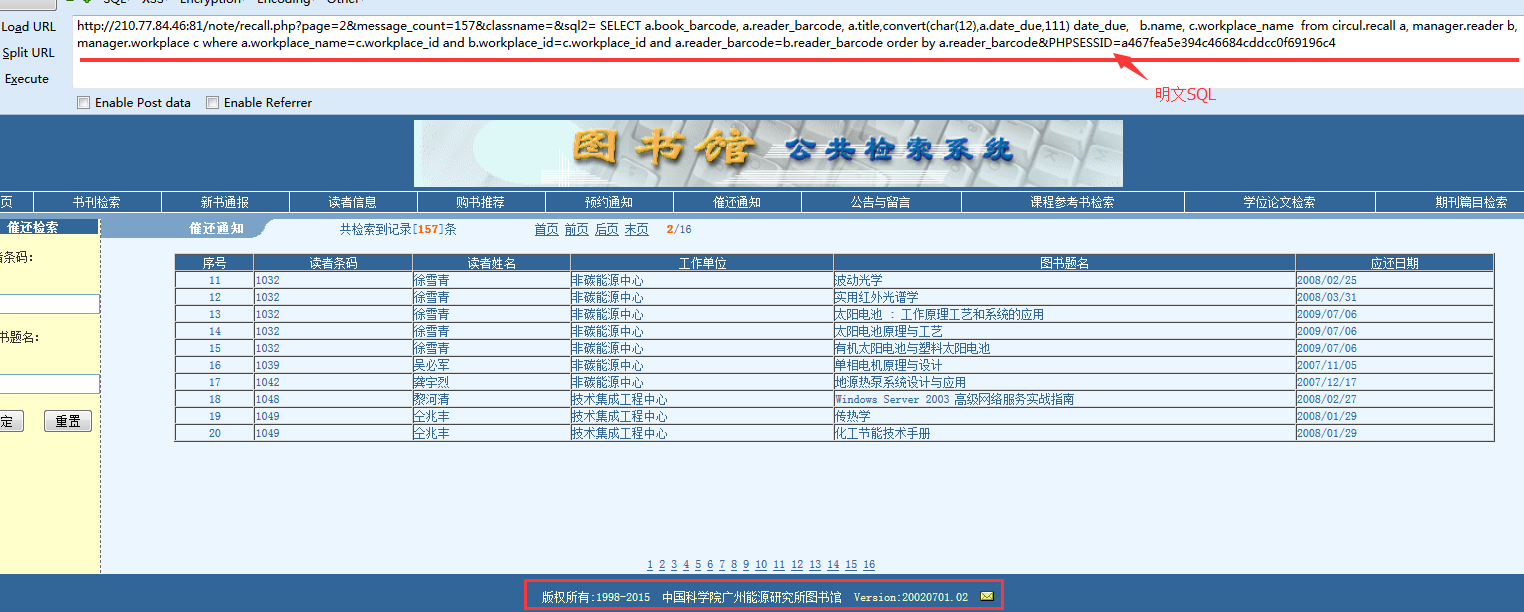 SQL XSS Encryption Encoding Other
Load URL
Split URL
Execute
http://210.77.84.46:81/note/recall.php?page=2&message_count=157&classname=&sql2= SELECT a.book_barcode, a.reader_barcode, a.title,convert(char(12),a.date_due,111) date_due, b.name, c.workplace_name from circul.recall a, manager.reader b,
manager.workplace c where a.workplace_name=c.workplace_id and b.workplace_id=c.workplace_id and a.reader_barcode=b.reader_barcode order by a.reader_barcode&PHPSESSID=a467fea5e394c46684cddcc0f69196c4
明文SQL
Enable Post data Enable Referrer
图书馆 公共检索系统
页 书刊检索 新书通报 读者信息 购书推荐 预约通知 催还通知 公告与留言 课程参考书检索 学位论文检索 期刊篇目检索
催还检索
者条码:
书题名:
定 重置
催还通知 共检索到记录[157]条 首页 前页 后页 末页 2/16
序号 读者条码 读者姓名 工作单位 图书题名 应还日期
11 1032 徐雪青 非碳能源中心 波动光学 2008/02/25
12 1032 徐雪青 非碳能源中心 实用红外光谱学 2008/03/31
13 1032 徐雪青 非碳能源中心 太阳电池 : 工作原理工艺和系统的应用 2009/07/06
14 1032 徐雪青 非碳能源中心 太阳电池原理与工艺 2009/07/06
15 1032 徐雪青 非碳能源中心 有机太阳电池与塑料太阳电池 2009/07/06
16 1039 吴必军 非碳能源中心 单相电机原理与设计 2007/11/05
17 1042 龚宇烈 非碳能源中心 地源热泵系统设计与应用 2007/12/17
18 1048 黎河清 技术集成工程中心 Windows Server 2003 高级网络服务实战指南 2008/02/27
19 1049 仝兆丰 技术集成工程中心 传热学 2008/01/29
20 1049 仝兆丰 技术集成工程中心 化工节能技术手册 2008/01/29
1 2 3 4 5 6 7 8 9 10 11 12 13 14 15 16
版权所有:1998-2015 中国科学院广州能源研究所图书馆 Version:20020701.02